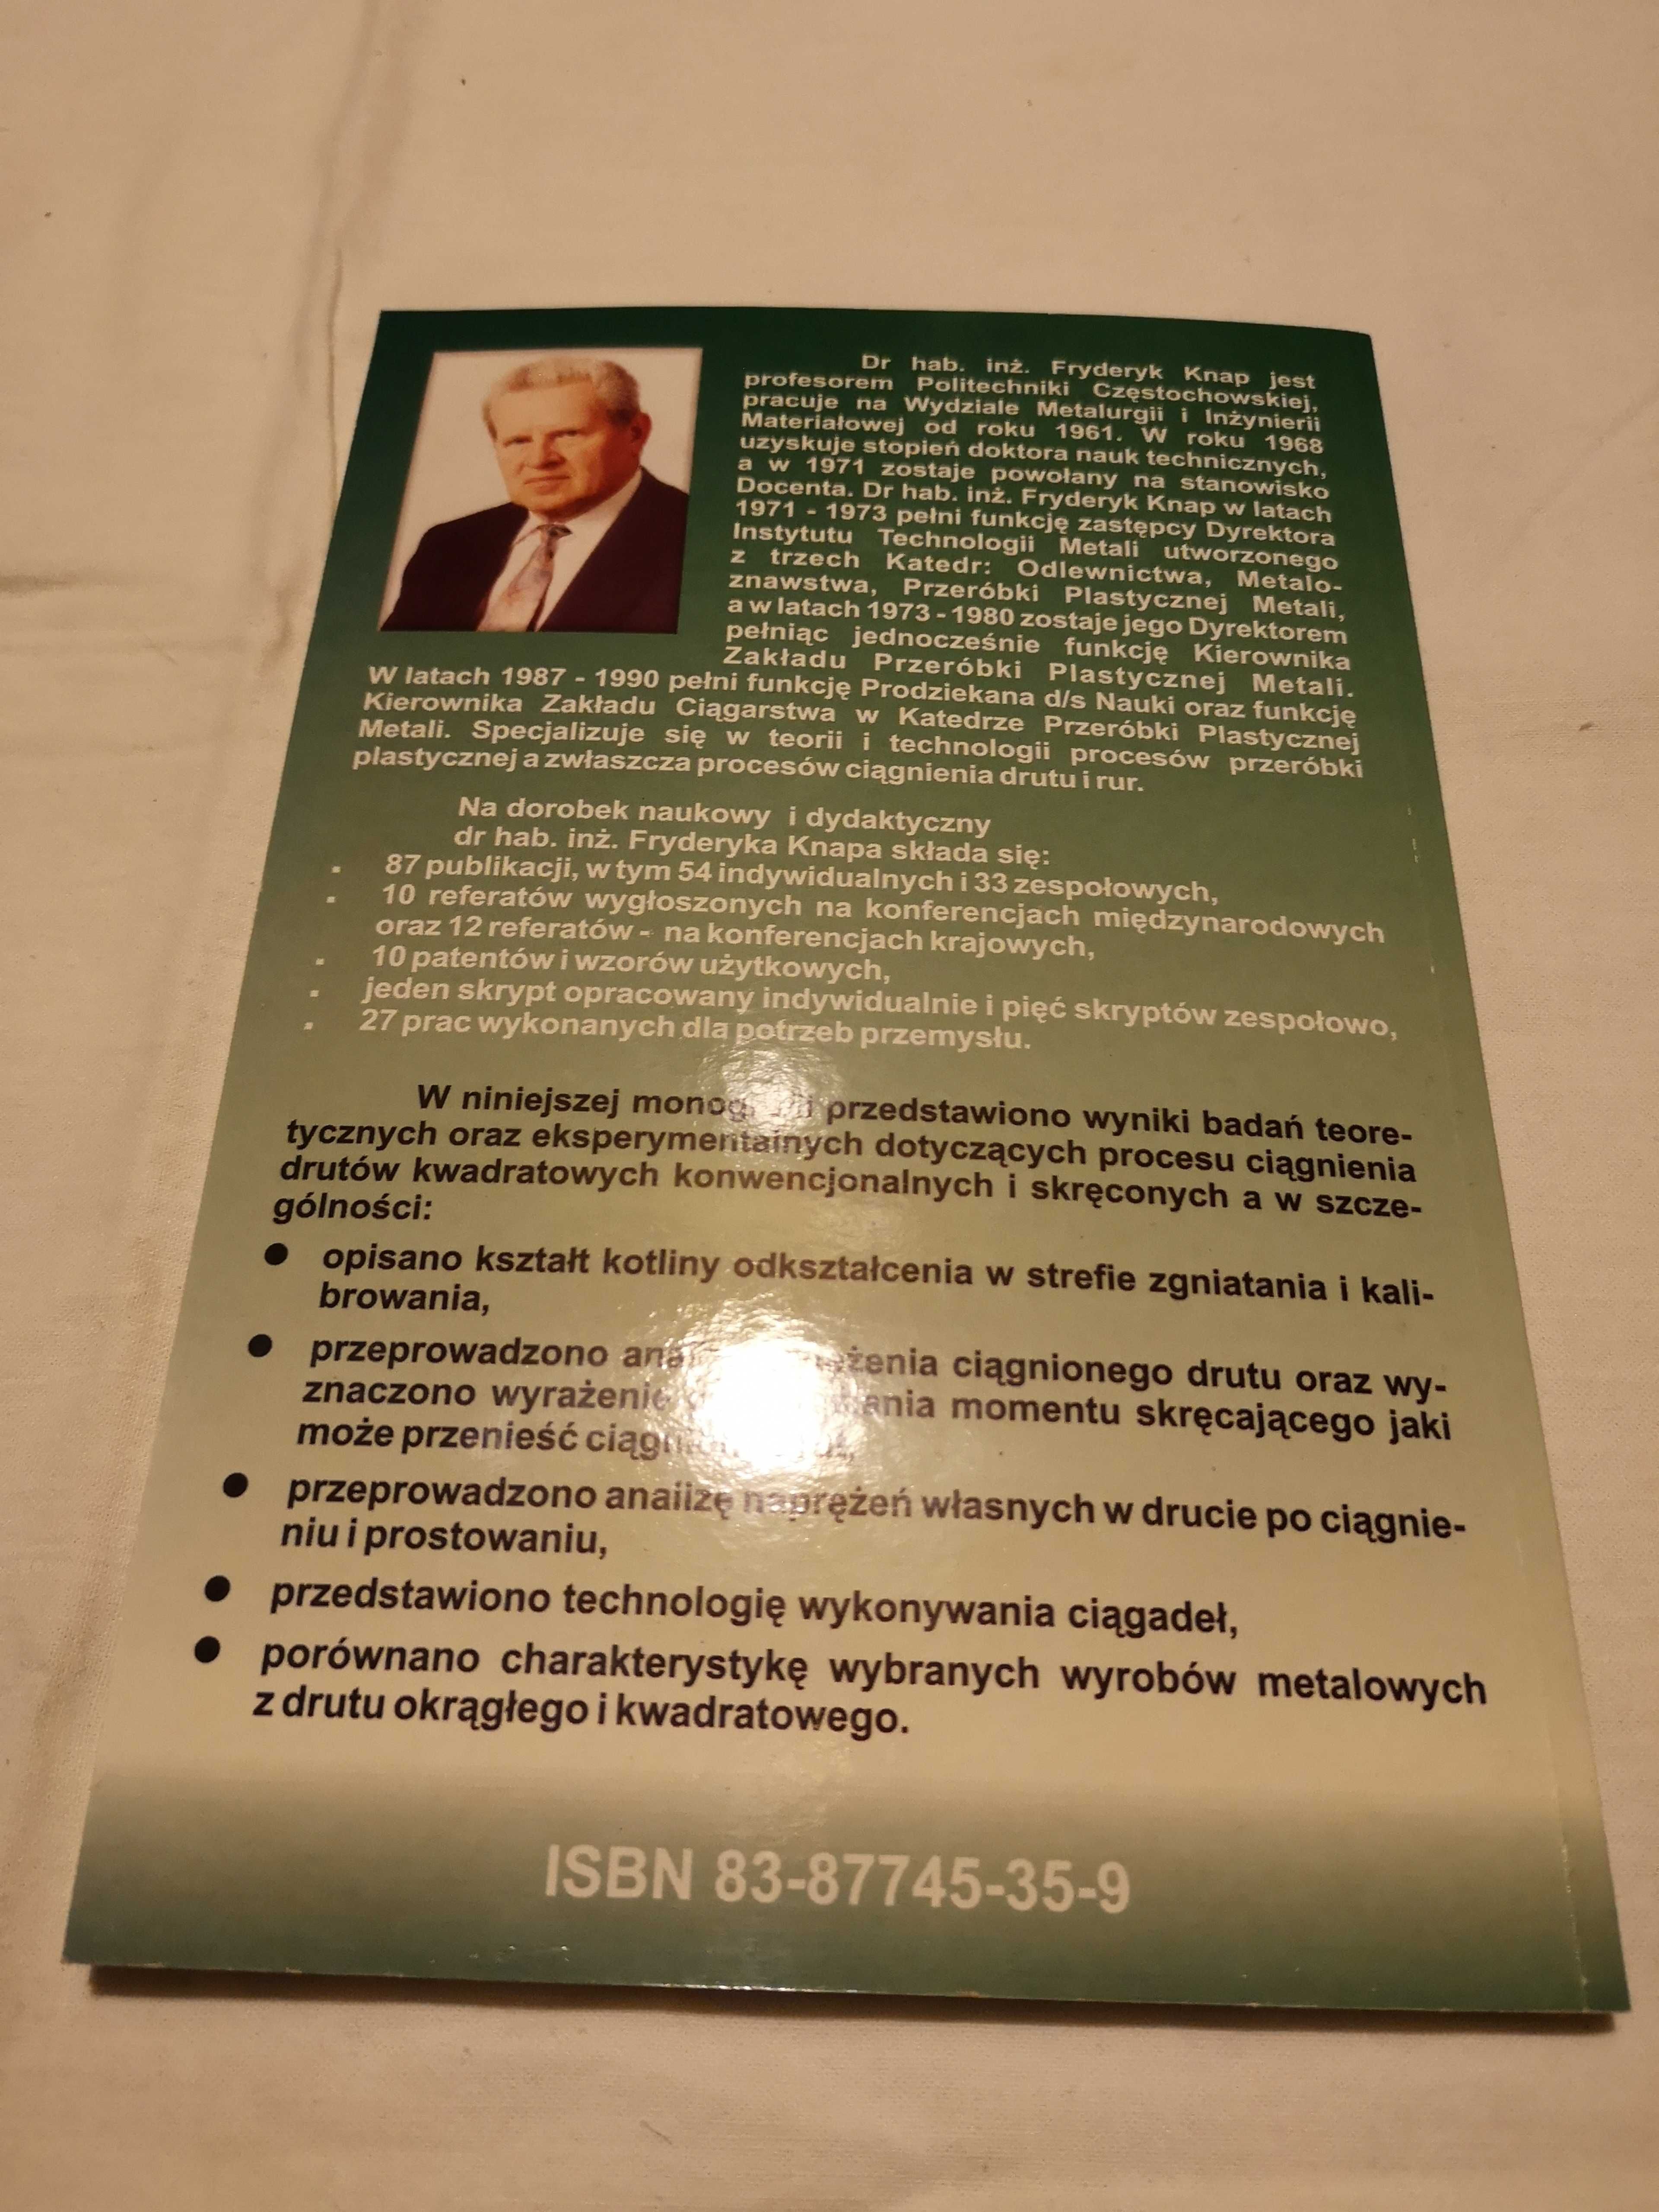 Dr hab. inż. Fryderyk Knap jest
profesorem Politechniki Częstochowskiej,
pracuje na Wydziale Metalurgii i Inżynierii
Materiałowej od roku 1961. W roku 1968
uzyskuje stopień doktora nauk technicznych,
a w 1971 zostaje powołany na stanowisko
Docenta. Dr hab. inż. Fryderyk Knap w latach
1971 - 1973 pełni funkcję zastępcy Dyrektora
Instytutu Technologii Metali utworzonego
z trzech Katedr: Odlewnictwa, Metalo-
znawstwa, Przeróbki Plastycznej Metali,
a w latach 1973 - 1980 zostaje jego Dyrektorem
pełniąc jednocześnie funkcję Kierownika
Zakładu Przeróbki Plastycznej Metali.
W latach 1987 - 1990 pełni funkcję Prodziekana d/s Nauki oraz funkcję
Kierownika Zakładu Ciągarstwa w Katedrze Przeróbki Plastycznej
Metali. Specjalizuje się w teorii i technologii procesów przeróbki
plastycznej a zwłaszcza procesów ciągnienia drutu i rur.
Na dorobek naukowy i dydaktyczny
dr hab. inż. Fryderyka Knapa składa się:
. 87 publikacji, w tym 54 indywidualnych i 33 zespołowych,
. 10 referatów wygłoszonych na konferencjach międzynarodowych
oraz 12 referatów - na konferencjach krajowych,
. 10 patentów i wzorów użytkowych,
. jeden skrypt opracowany indywidualnie i pięć skryptów zespołowo,
. 27 prac wykonanych dla potrzeb przemysłu.
W niniejszej przedstawiono wyniki badań teore-
tycznych oraz eksperymentalnych dotyczących procesu ciągnienia
drutów kwadratowych konwencjonalnych i skręconych a w szcze-
gólności:
● opisano kształt kotliny odkształcenia w strefie zgniatania i kali-
browania,
● przeprowadzono ciągnionego drutu oraz wy-
znaczono momentu skręcającego jaki
może przenieść
● przeprowadzono analizę naprężeń własnych w drucie po ciągnie-
niu i prostowaniu,
● przedstawiono technologię wykonywania ciągadeł,
● porównano charakterystykę wybranych wyrobów metalowych
z drutu okrągłego i kwadratowego.
ISBN 83-87745-35-9